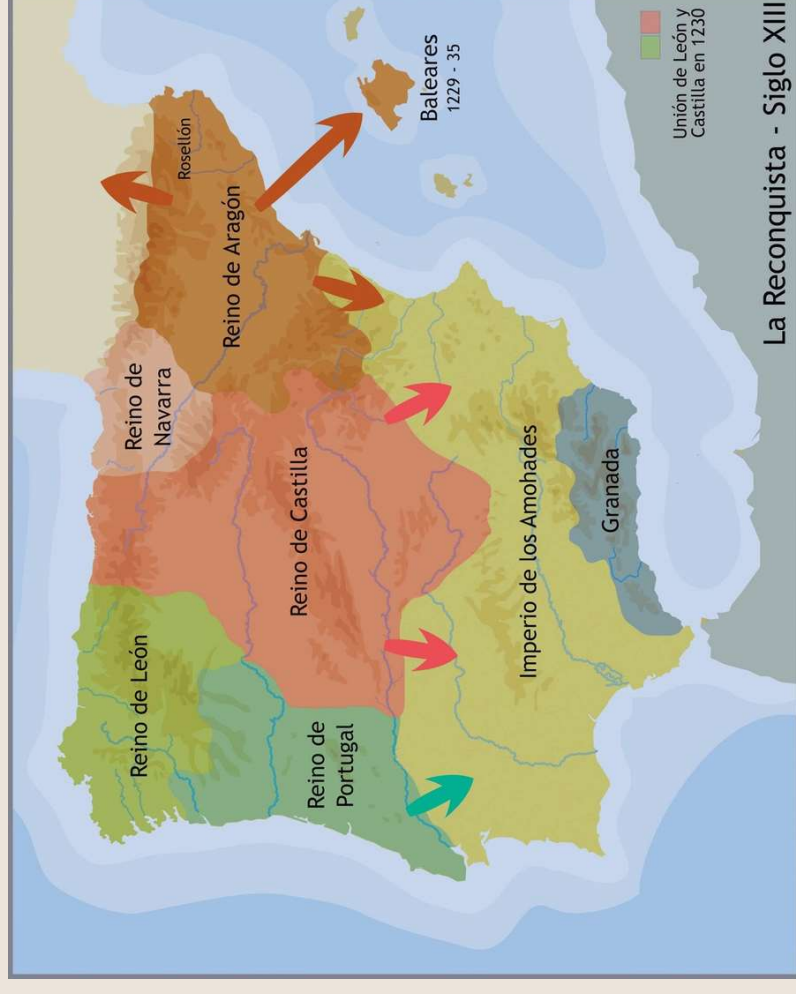 Rosellón
Reino de Aragón
Reino de
Navarra
Reino de Castilla
Reino de León
Reino de
Portugal
Imperio de los Amohades
Granada
Baleares
1229 - 35
Unión de León y
Castilla en 1230
La Reconquista - Siglo XIII